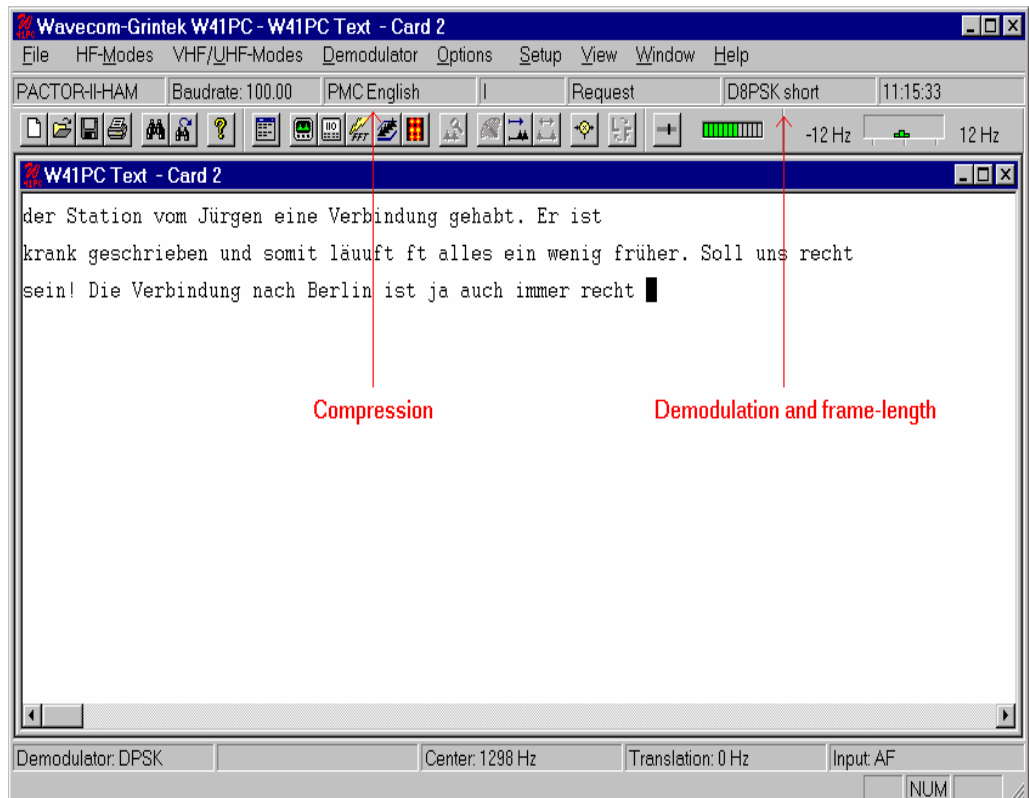 Wavecom-Grintek W41PC - W41PC Text - Card 2
File HF-Modes VHF/UHF-Modes Demodulator Options Setup View Window Help
PACTOR-II-HAM Baudrate: 100.00 PMC English I Request D8PSK short 11:15:33
-12 Hz 12 Hz
W41PC Text - Card 2
der Station vom Jürgen eine Verbindung gehabt. Er ist
krank geschrieben und somit läuuft ft alles ein wenig früher. Soll uns recht
sein! Die Verbindung nach Berlin ist ja auch immer recht
Compression Demodulation and frame-length
Demodulator: DPSK Center: 1298 Hz Translation: 0 Hz Input: AF
NUM